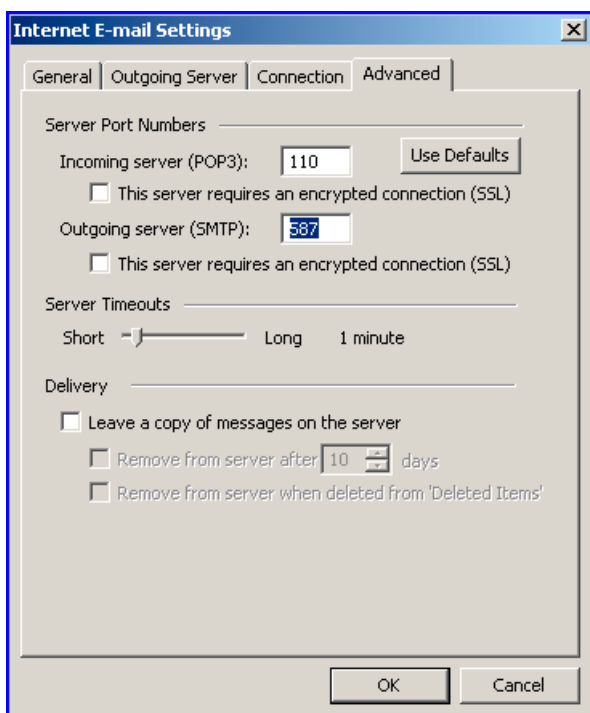 Internet E-mail Settings
General Outgoing Server Connection Advanced
Server Port Numbers
Incoming server (POP3): 110 Use Defaults
This server requires an encrypted connection (SSL)
Outgoing server (SMTP): 587
This server requires an encrypted connection (SSL)
Server Timeouts
Short Long 1 minute
Delivery
Leave a copy of messages on the server
Remove from server after 10 days
Remove from server when deleted from 'Deleted Items'
OK Cancel